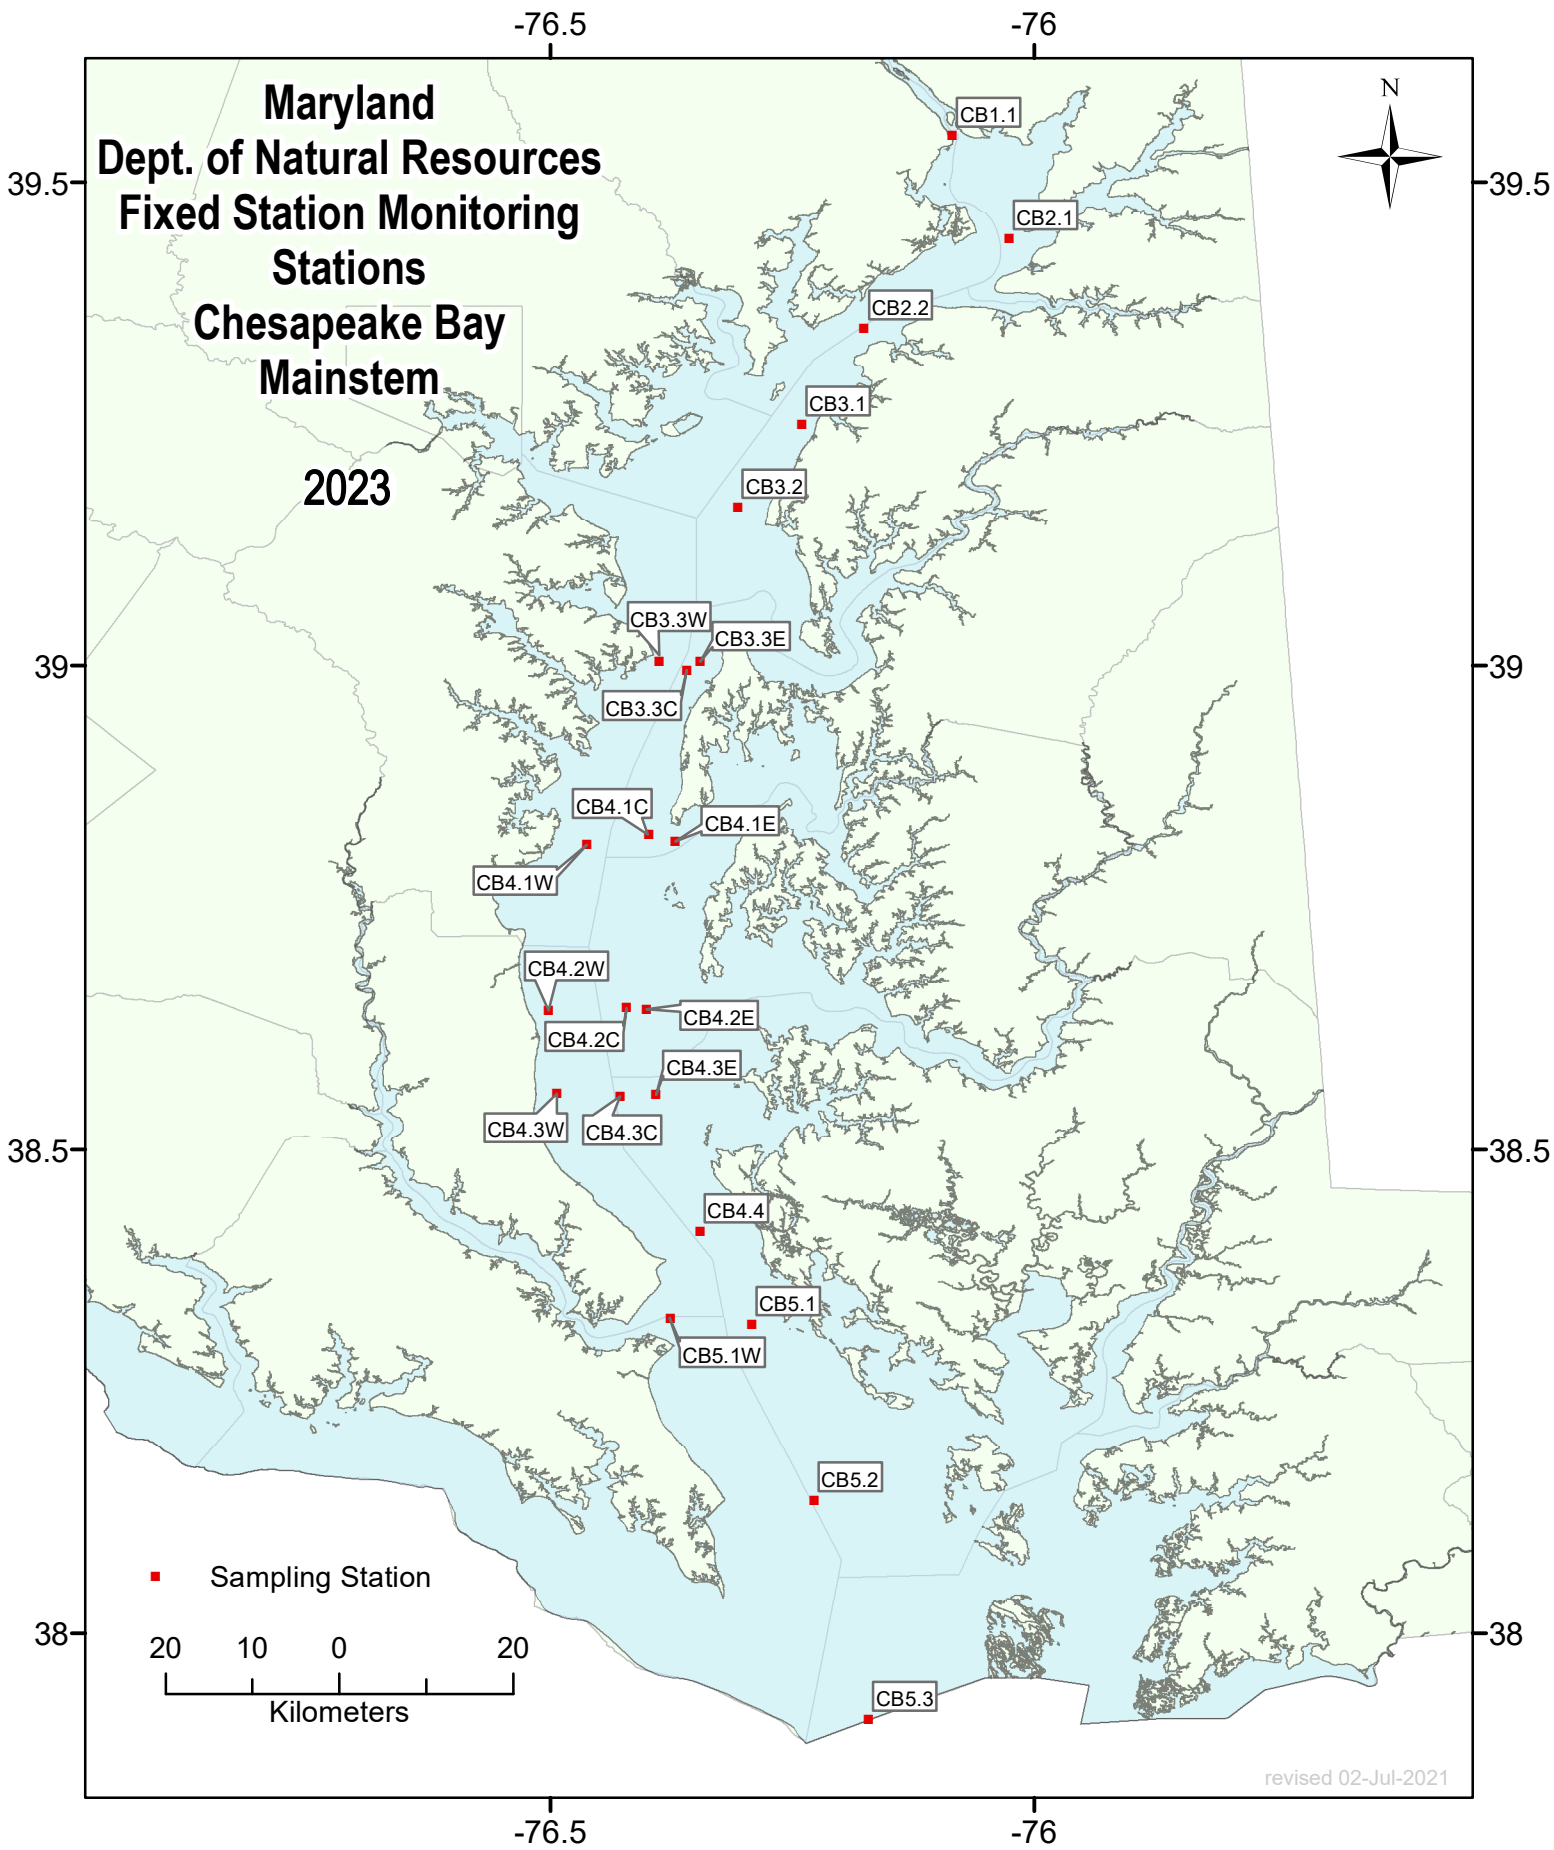 -76.5
-76
Maryland
Dept. of Natural Resources
Fixed Station Monitoring
Stations
Chesapeake Bay
Mainstem
2023
N
CB1.1
39.5
39.5
CB2.1
CB2.2
CB3.1
CB3.2
CB3.3W
CB3.3E
39
39
CB3.3C
CB4.1C
CB4.1E
CB4.1W
CB4.2W
CB4.2E
CB4.2C
CB4.3E
CB4.3W
CB4.3C
38.5
38.5
CB4.4
CB5.1
CB5.1W
CB5.2
Sampling Station
38
38
20 10 0 20
Kilometers
CB5.3
revised 02-Jul-2021
-76.5
-76